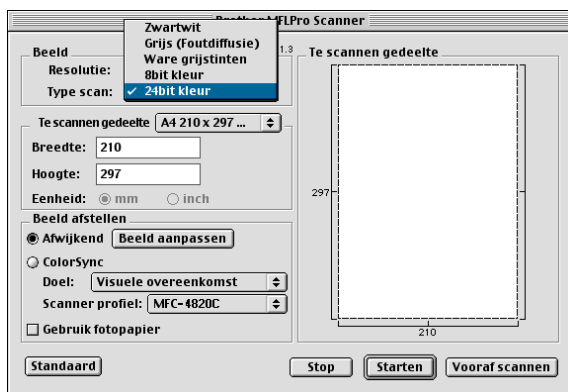 Brother MFLPro Scanner
Zwartwit
Grijs (Foutdiffusie)
Ware grijstinten
8bit kleur
✓ 24bit kleur
Beeld
1.3
Resolutie:
Type scan:
Te scannen gedeelte A4 210 x 297 ...
Breedte: 210
Hoogte: 297
Eenheid: mm inch
Beeld afstellen
Afwijkend Beeld aanpassen
ColorSync
Doel: Visuele overeenkomst
Scanner profiel: MFC-4820C
Gebruik fotopapier
Te scannen gedeelte
297
210
Standaard Stop Starten Vooraf scannen